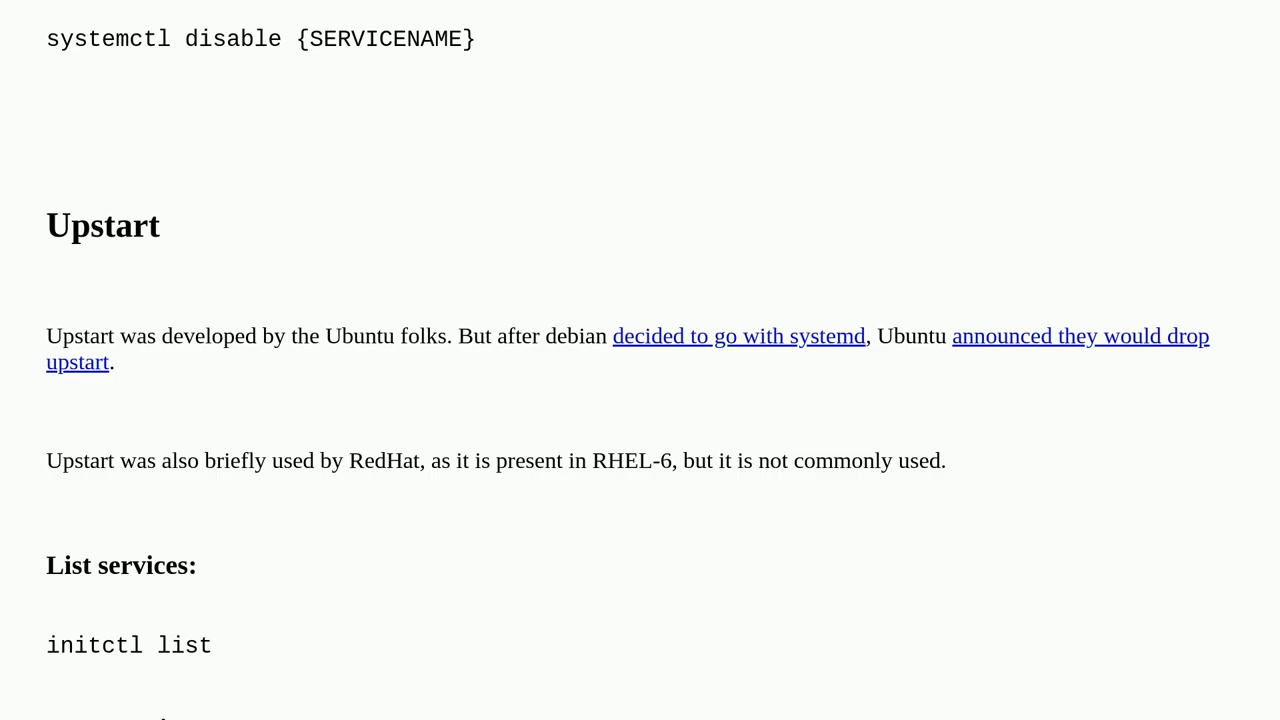 systemctl disable {SERVICENAME}
Upstart
Upstart was developed by the Ubuntu folks. But after debian decided to go with systemd, Ubuntu announced they would drop
upstart.
Upstart was also briefly used by RedHat, as it is present in RHEL-6, but it is not commonly used.
List services:
initctl list